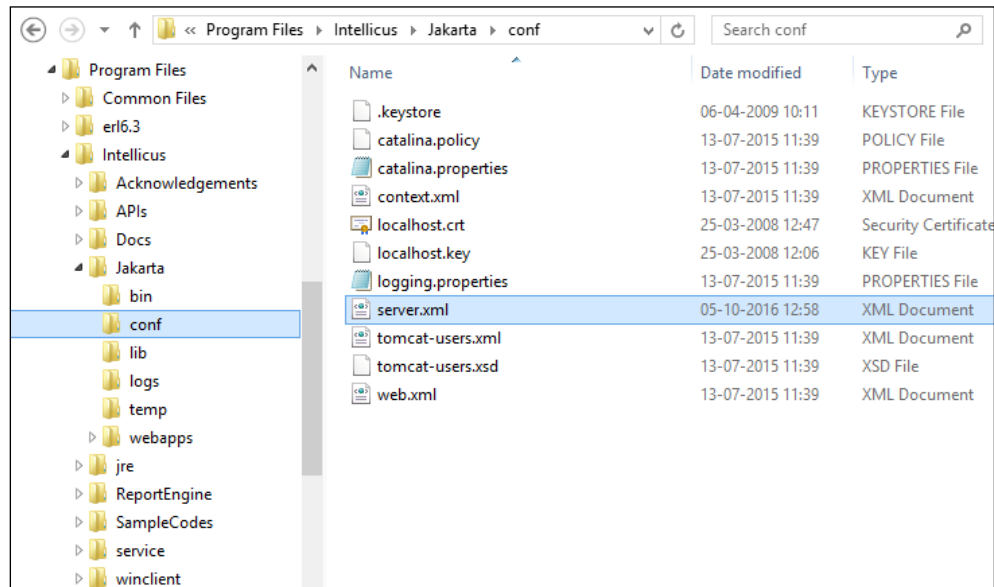 « Program Files Intellicus Jakarta conf Search conf
Program Files
Common Files
erl6.3
Intellicus
Acknowledgements
APIs
Docs
Jakarta
bin
conf
lib
logs
temp
webapps
jre
ReportEngine
SampleCodes
service
winclient
Name Date modified Type
.keystore 06-04-2009 10:11 KEYSTORE File
catalina.policy 13-07-2015 11:39 POLICY File
catalina.properties 13-07-2015 11:39 PROPERTIES File
context.xml 13-07-2015 11:39 XML Document
localhost.crt 25-03-2008 12:47 Security Certificate
localhost.key 25-03-2008 12:06 KEY File
logging.properties 13-07-2015 11:39 PROPERTIES File
server.xml 05-10-2016 12:58 XML Document
tomcat-users.xml 13-07-2015 11:39 XML Document
tomcat-users.xsd 13-07-2015 11:39 XSD File
web.xml 13-07-2015 11:39 XML Document